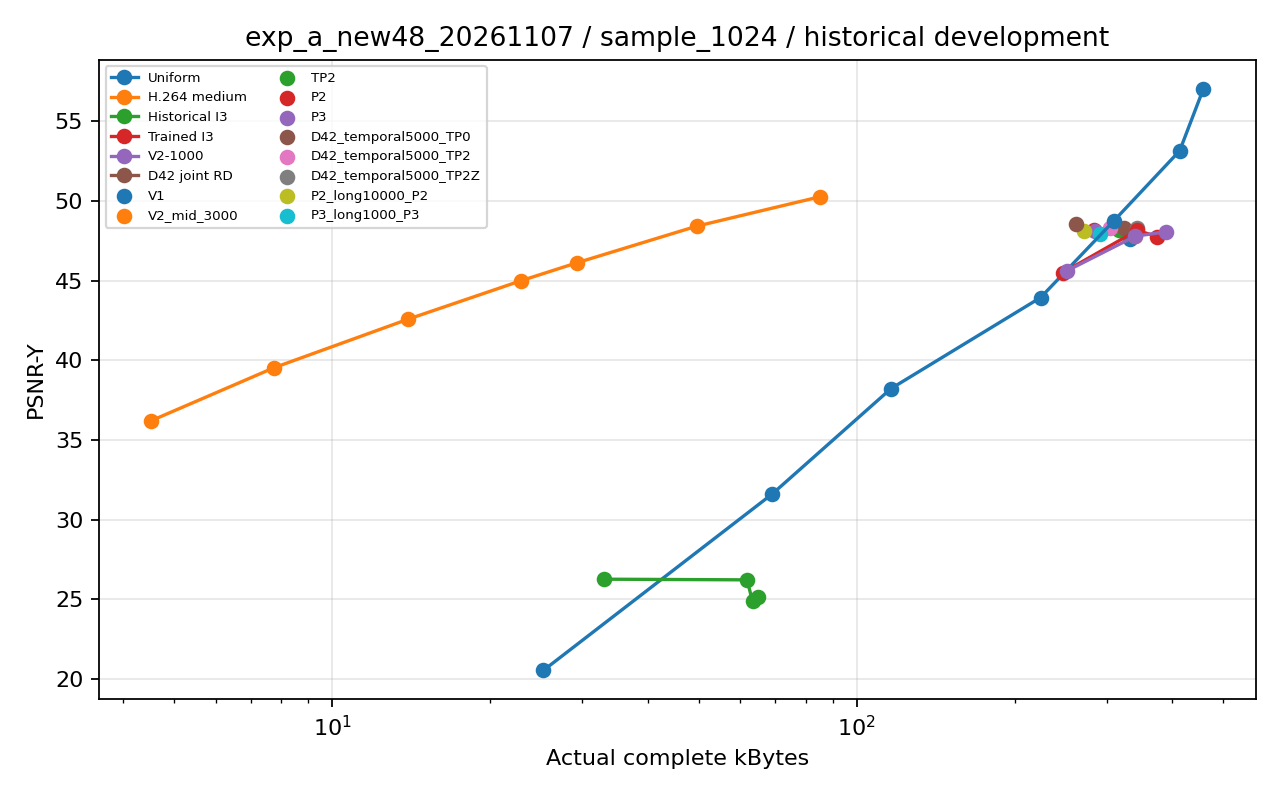 exp_a_new48_20261107 / sample_1024 / historical development
Uniform
H.264 medium
Historical I3
Trained I3
V2-1000
D42 joint RD
V1
V2_mid_3000
TP2
P2
P3
D42_temporal5000_TP0
D42_temporal5000_TP2
D42_temporal5000_TP2Z
P2_long10000_P2
P3_long1000_P3
PSNR-Y
55
50
45
40
35
30
25
20
10¹
10²
Actual complete kBytes